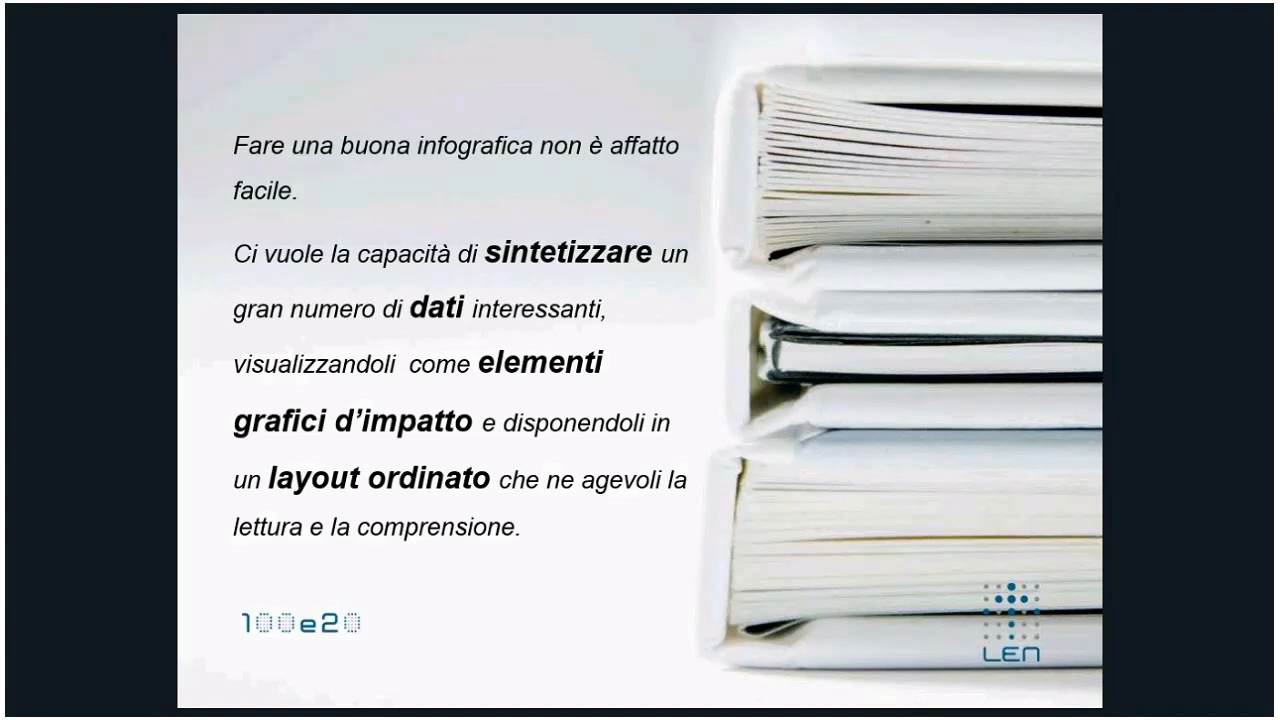 Fare una buona infografica non è affatto
facile.
Ci vuole la capacità di sintetizzare un
gran numero di dati interessanti,
visualizzandoli come elementi
grafici d’impatto e disponendoli in
un layout ordinato che ne agevoli la
lettura e la comprensione.
100e20
LEN